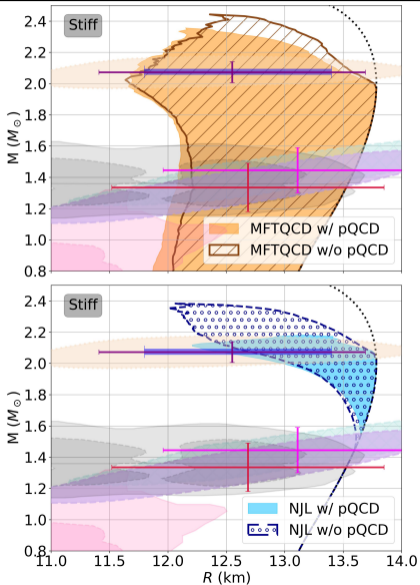 2.4
2.2
2.0
1.8
1.6
1.4
1.2
1.0
0.8
M (M⊙)
Stiff
MFTQCD w/ pQCD
MFTQCD w/o pQCD
2.4
2.2
2.0
1.8
1.6
1.4
1.2
1.0
0.8
M (M⊙)
Stiff
NJL w/ pQCD
NJL w/o pQCD
11.0 11.5 12.0 12.5 13.0 13.5 14.0
R (km)